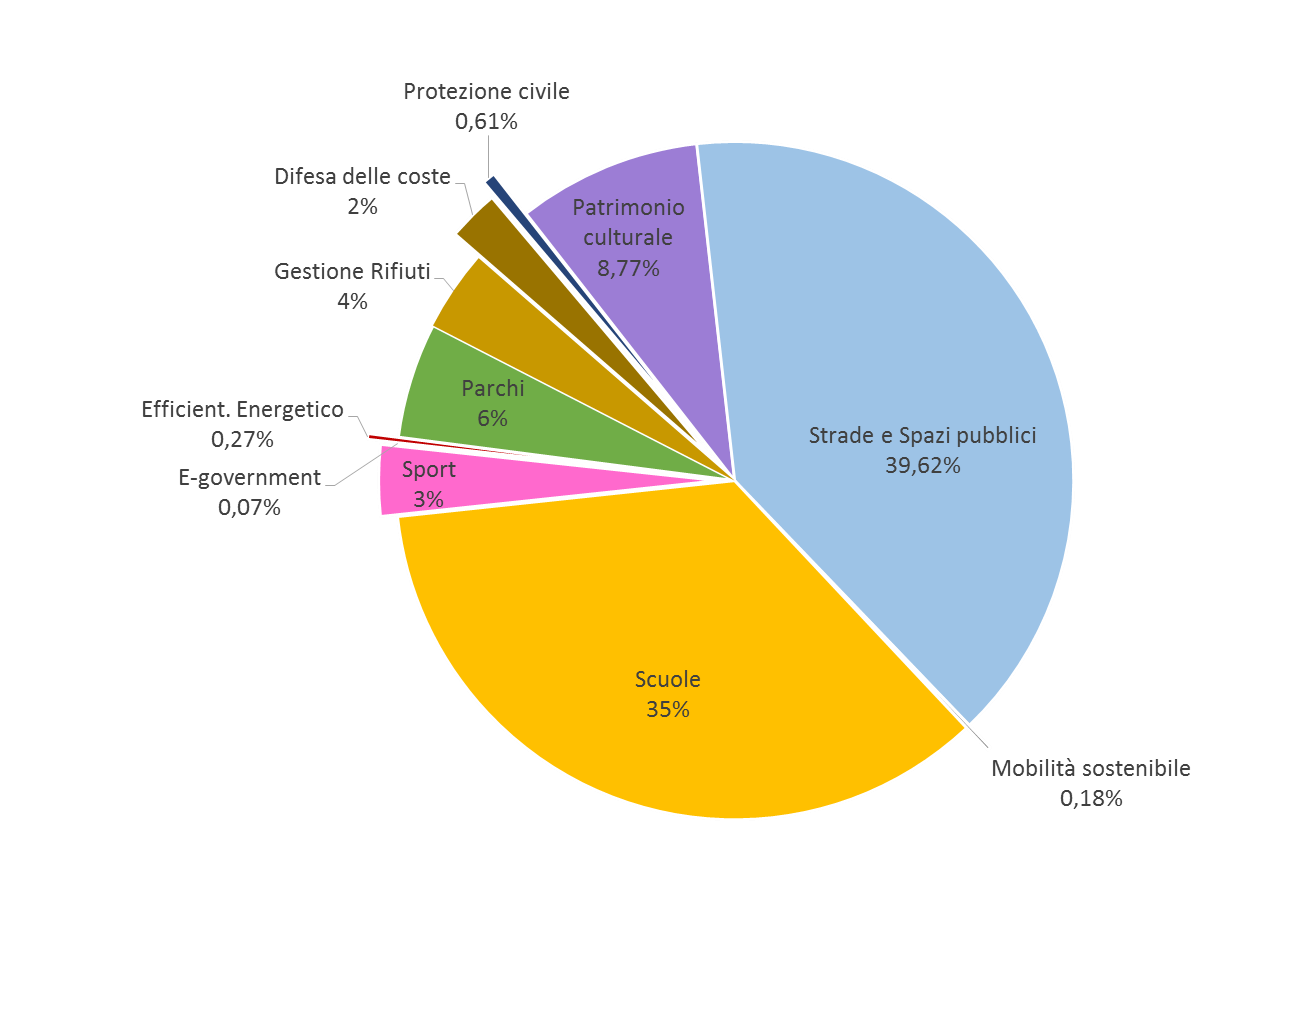 Protezione civile
0,61%
Difesa delle coste
2%
Patrimonio
culturale
8,77%
Gestione Rifiuti
4%
Parchi
6%
Efficient. Energetico
0,27%
Strade e Spazi pubblici
39,62%
E-government
0,07%
Sport
3%
Scuole
35%
Mobilità sostenibile
0,18%